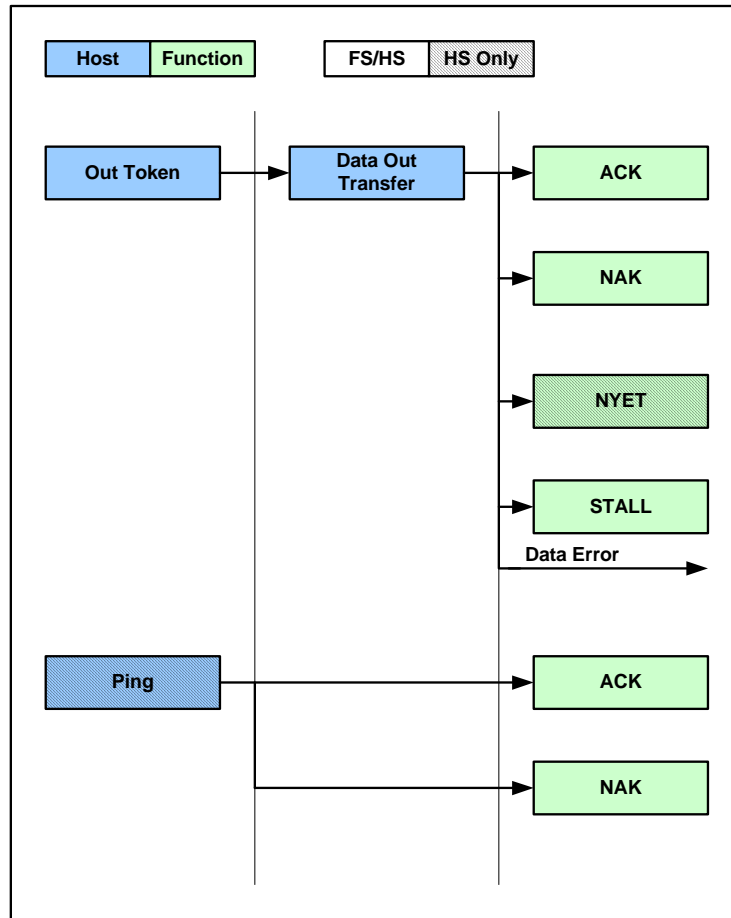 Host
Function
FS/HS
HS Only
Out Token
Data Out
Transfer
ACK
NAK
NYET
STALL
Data Error
Ping
ACK
NAK